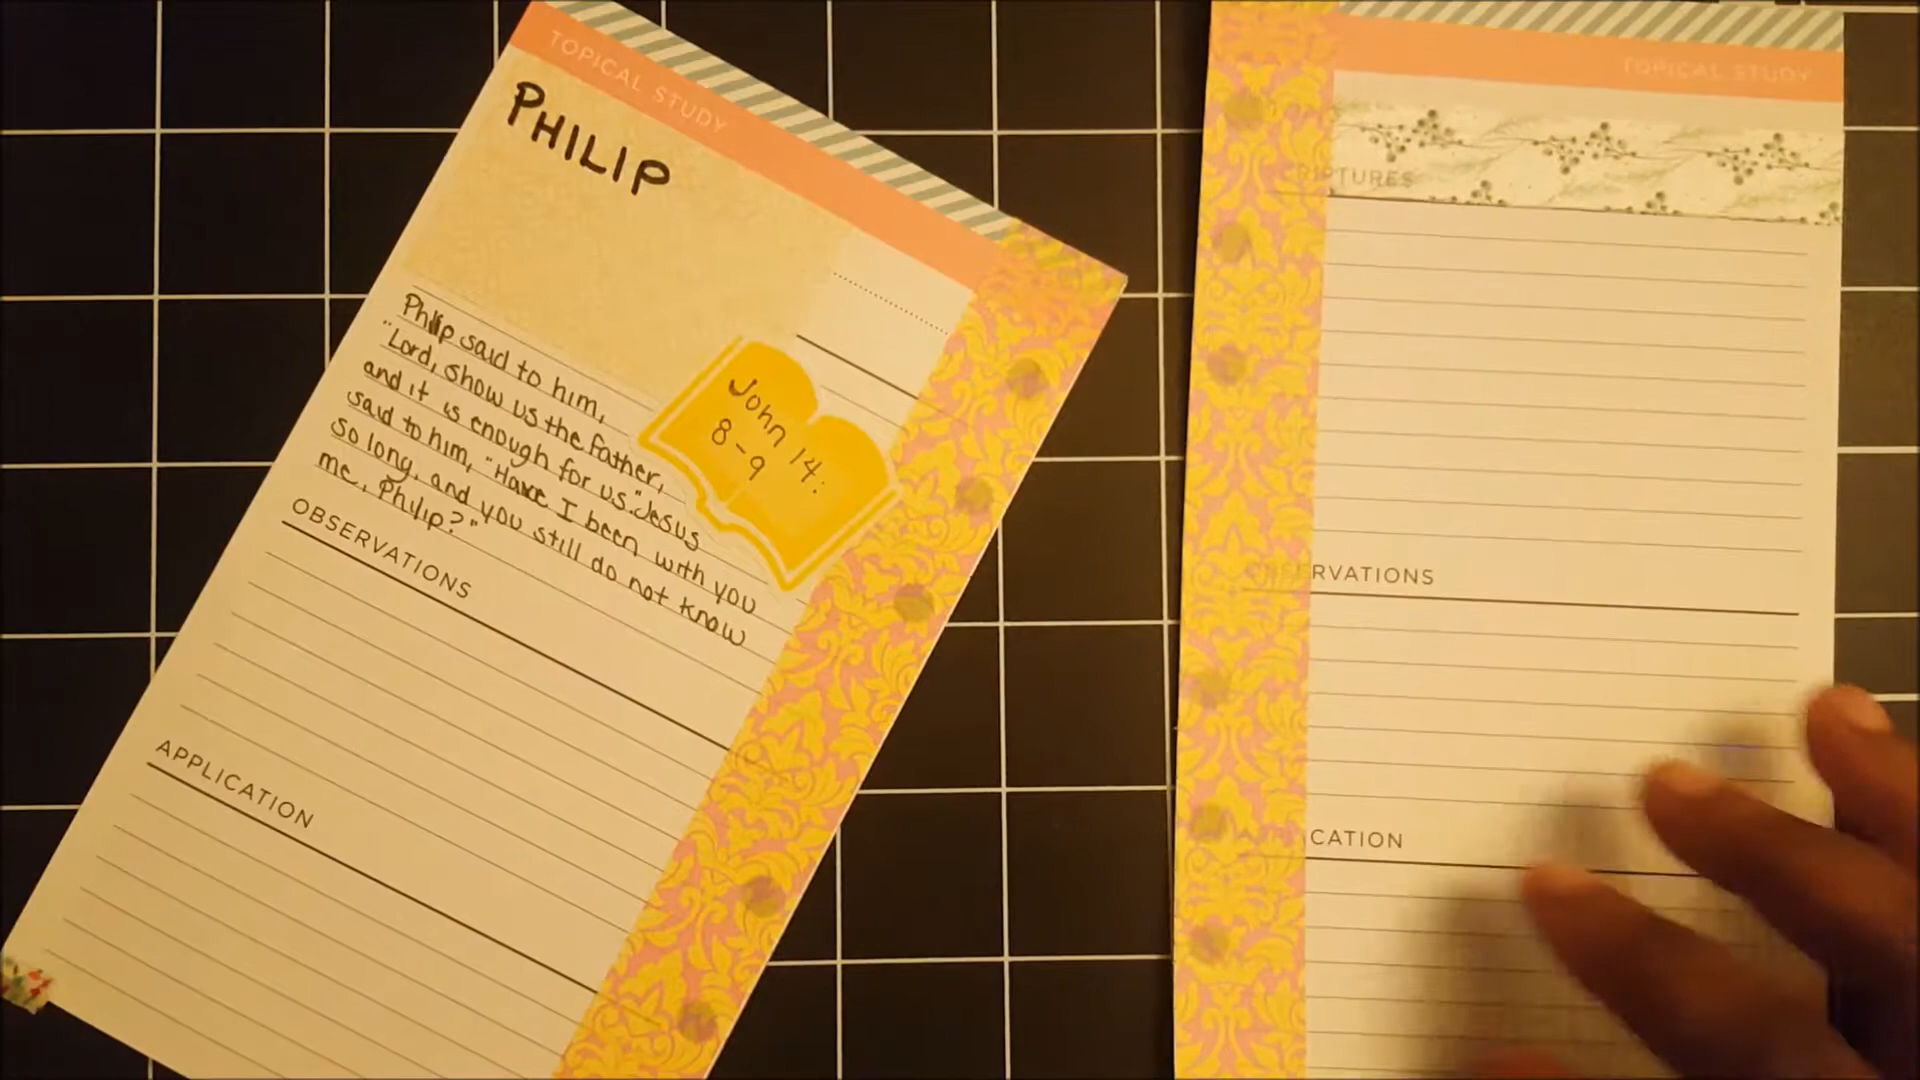 TOPICAL STUDY
PHILIP
Philip said to him,
"Lord, show us the father,
and it is enough for us." Jesus
said to him, "Have I been with you
so long, and you still do not know
me, Philip?"
John 14:
8-9
OBSERVATIONS
APPLICATION
TOPICAL STUDY
SCRIPTURES
OBSERVATIONS
CATION